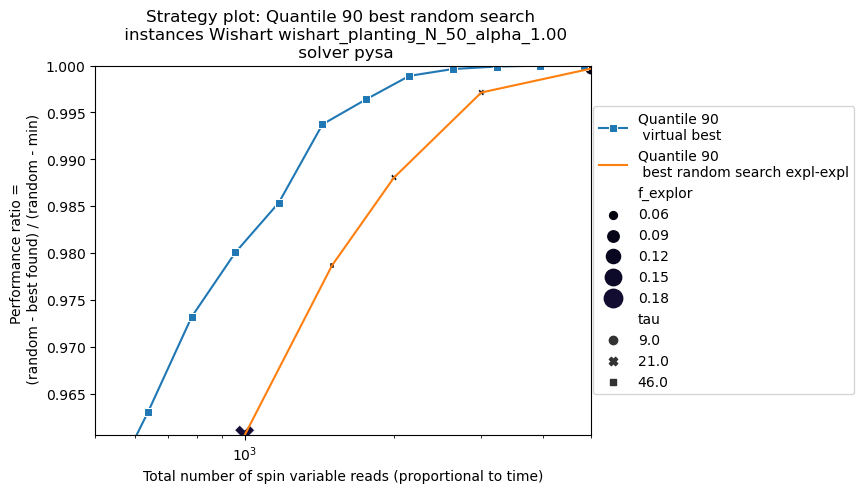 Strategy plot: Quantile 90 best random search
instances Wishart wishart_planting_N_50_alpha_1.00
solver pysa
Performance ratio =
(random - best found) / (random - min)
1.000
0.995
0.990
0.985
0.980
0.975
0.970
0.965
10^3
Total number of spin variable reads (proportional to time)
Quantile 90
virtual best
Quantile 90
best random search expl-expl
f_explor
0.06
0.09
0.12
0.15
0.18
tau
9.0
21.0
46.0